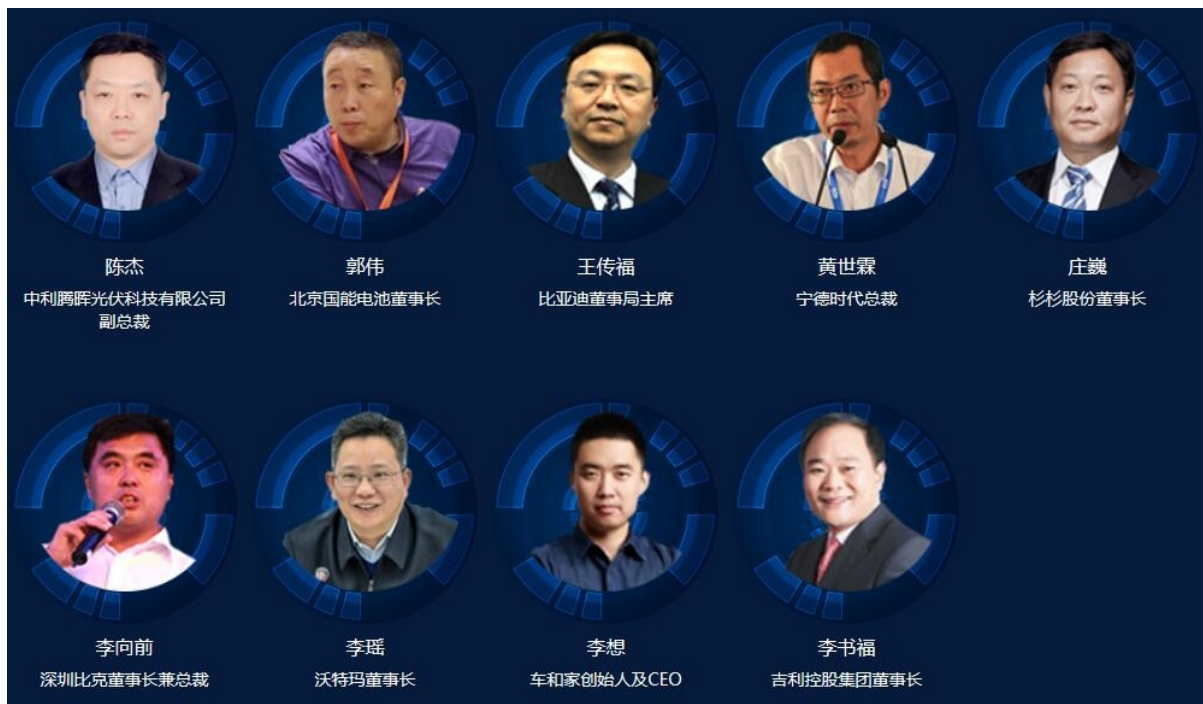 陈杰
中利腾晖光伏科技有限公司
副总裁
郭伟
北京国能电池董事长
王传福
比亚迪董事局主席
黄世霖
宁德时代总裁
庄巍
杉杉股份董事长
李向前
深圳比克董事长兼总裁
李瑶
沃特玛董事长
李想
车和家创始人及CEO
李书福
吉利控股集团董事长